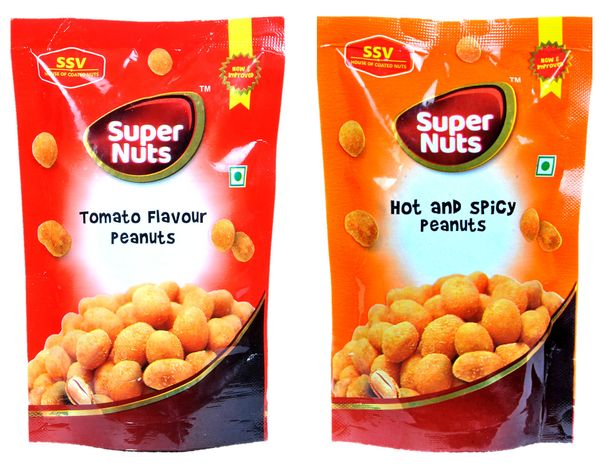 SSV
HOUSE OF COATED NUTS
NEW &
Improved
TM
Super
Nuts
Tomato Flavour
Peanuts
SSV
HOUSE OF COATED NUTS
NEW &
Improved
TM
Super
Nuts
Hot and Spicy
Peanuts